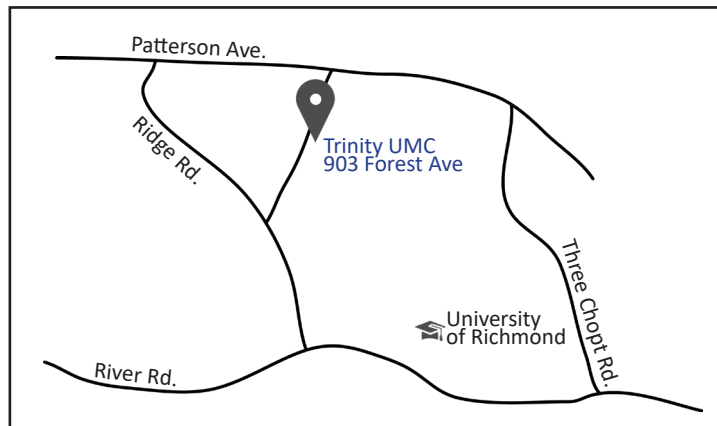 Patterson Ave.
Ridge Rd.
Trinity UMC
903 Forest Ave
Three Chopt Rd.
University
of Richmond
River Rd.